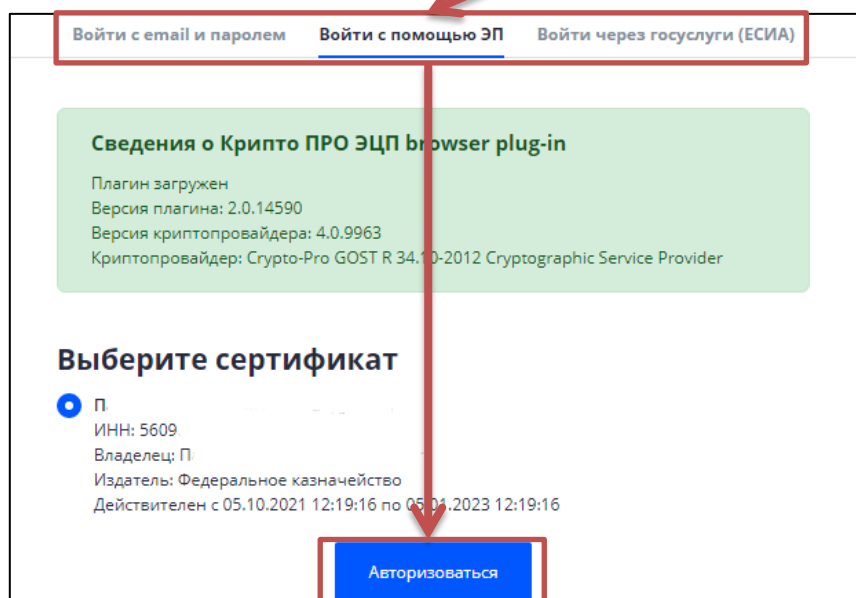 Войти с email и паролем Войти с помощью ЭП Войти через госуслуги (ЕСИА)
Сведения о Крипто ПРО ЭЦП browser plug-in
Плагин загружен
Версия плагина: 2.0.14590
Версия криптопровайдера: 4.0.9963
Криптопровайдер: Crypto-Pro GOST R 34.10-2012 Cryptographic Service Provider
Выберите сертификат
П
ИНН: 5609
Владелец: П
Издатель: Федеральное казначейство
Действителен с 05.10.2021 12:19:16 по 05.01.2023 12:19:16
Авторизоваться